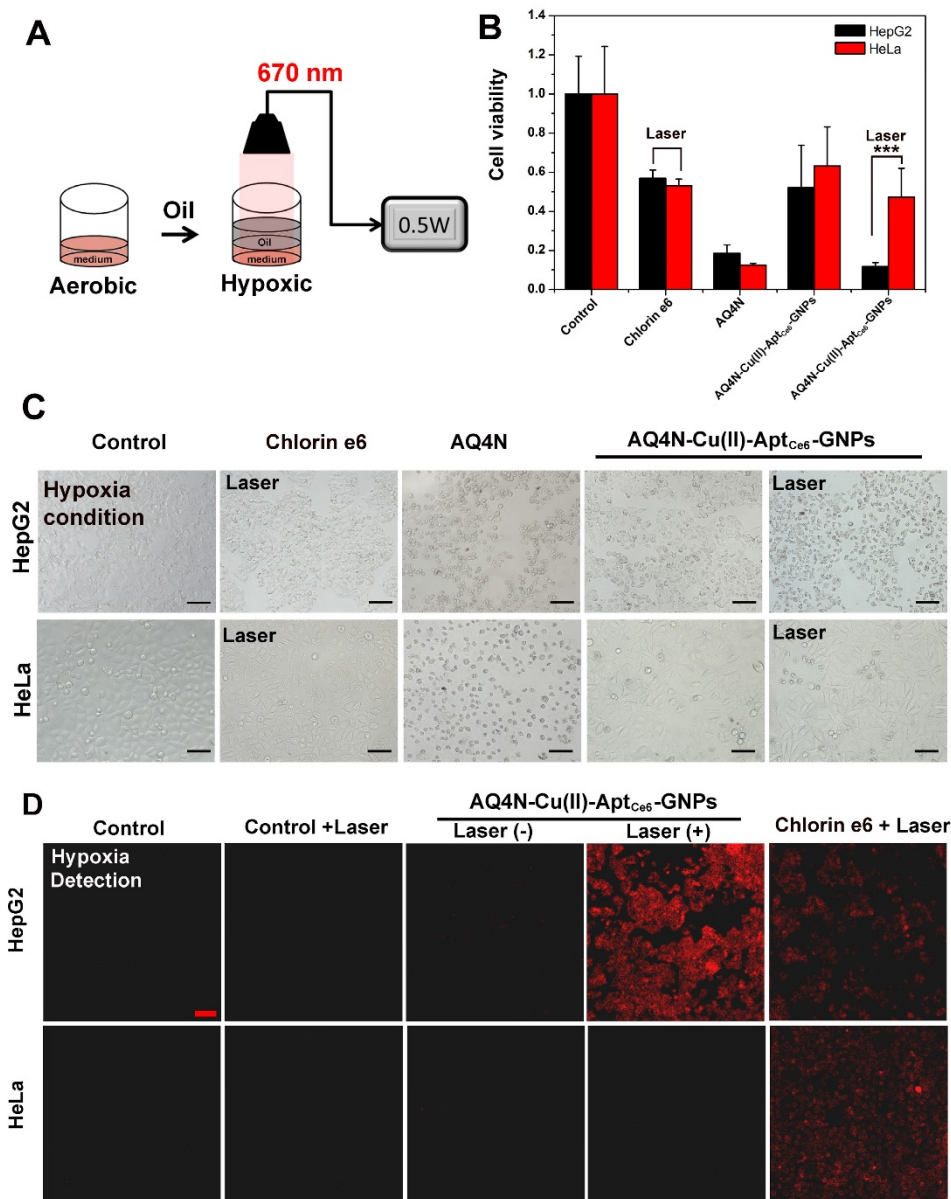 A
670 nm
Oil
Oil
medium
medium
Aerobic
Hypoxic
0.5W
B
Cell viability
1.4
1.2
1.0
0.8
0.6
0.4
0.2
0.0
HepG2
HeLa
Laser
Laser
***
Control
Chlorin e6
AQ4N
AQ4N-Cu(II)-AptCe6-GNPs
AQ4N-Cu(II)-AptCe6-GNPs
C
Control
Chlorin e6
AQ4N
AQ4N-Cu(II)-AptCe6-GNPs
HepG2
Hypoxia
condition
Laser
Laser
HeLa
Laser
Laser
D
AQ4N-Cu(II)-AptCe6-GNPs
Control
Control +Laser
Laser (-)
Laser (+)
Chlorin e6 + Laser
HepG2
Hypoxia
Detection
HeLa